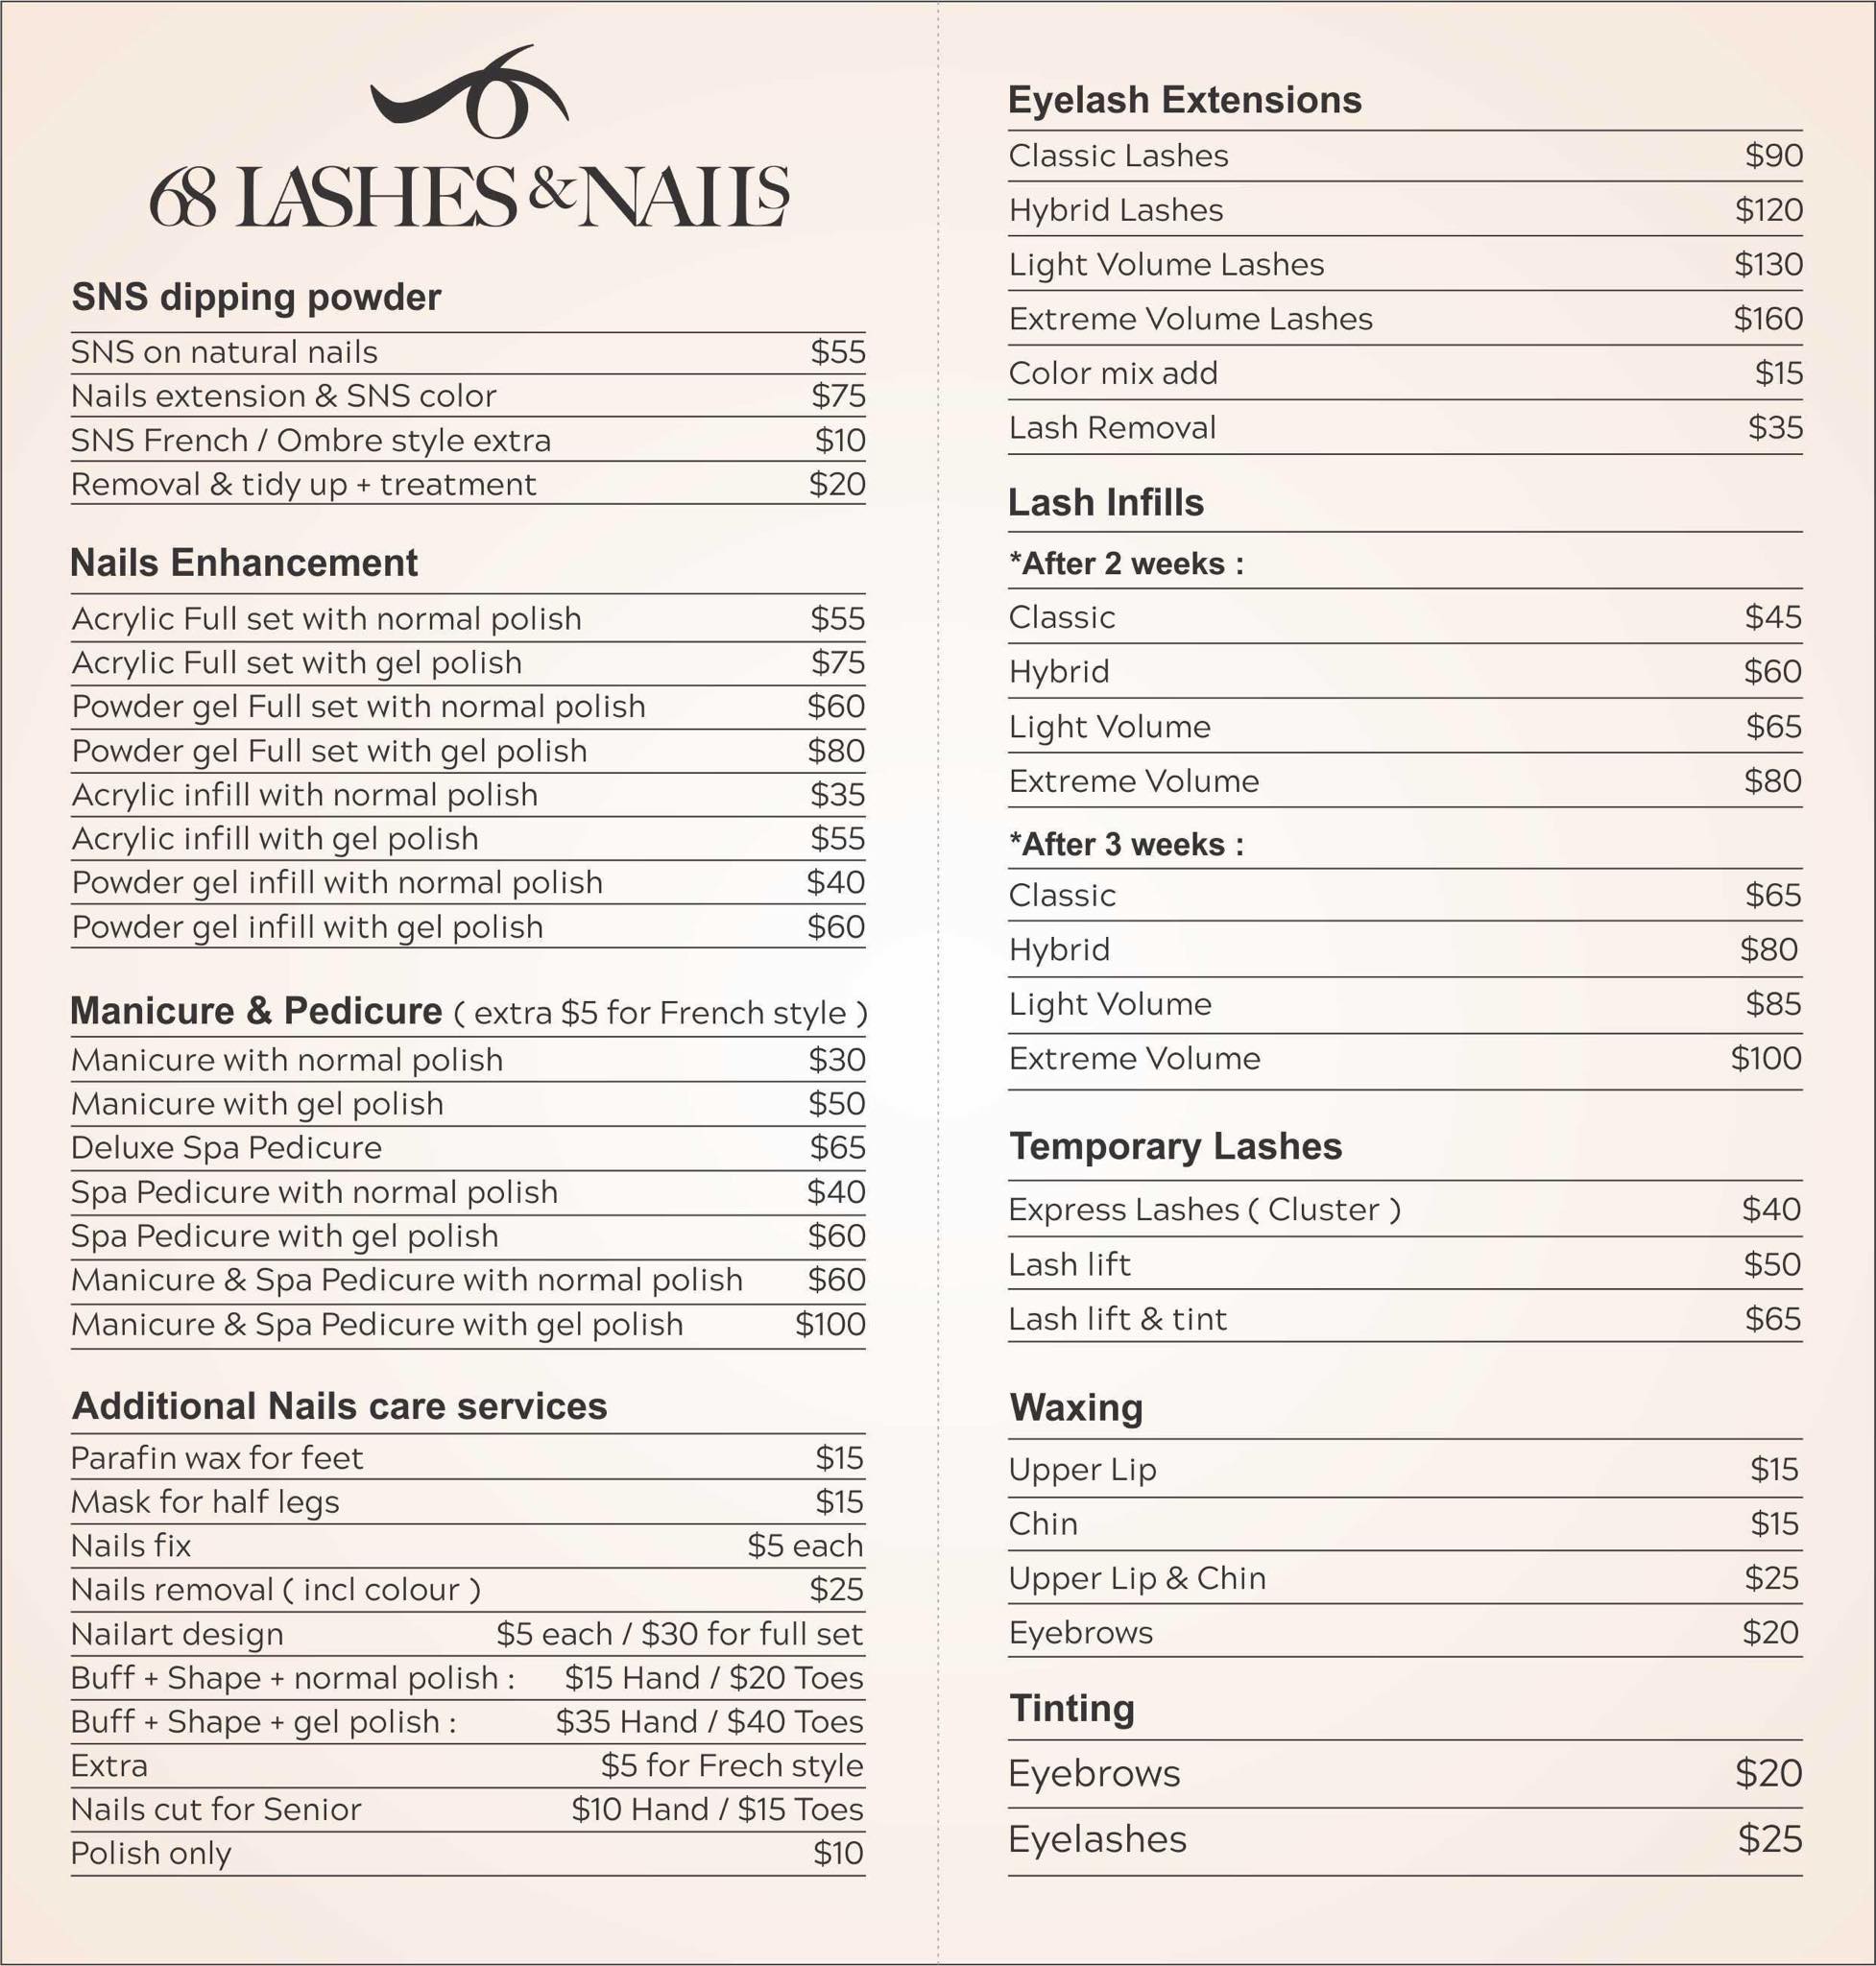 68 LASHES & NAILS
SNS dipping powder
SNS on natural nails $55
Nails extension & SNS color $75
SNS French / Ombre style extra $10
Removal & tidy up + treatment $20
Nails Enhancement
Acrylic Full set with normal polish $55
Acrylic Full set with gel polish $75
Powder gel Full set with normal polish $60
Powder gel Full set with gel polish $80
Acrylic infill with normal polish $35
Acrylic infill with gel polish $55
Powder gel infill with normal polish $40
Powder gel infill with gel polish $60
Manicure & Pedicure ( extra $5 for French style )
Manicure with normal polish $30
Manicure with gel polish $50
Deluxe Spa Pedicure $65
Spa Pedicure with normal polish $40
Spa Pedicure with gel polish $60
Manicure & Spa Pedicure with normal polish $60
Manicure & Spa Pedicure with gel polish $100
Additional Nails care services
Parafin wax for feet $15
Mask for half legs $15
Nails fix $5 each
Nails removal ( incl colour ) $25
Nailart design $5 each / $30 for full set
Buff + Shape + normal polish : $15 Hand / $20 Toes
Buff + Shape + gel polish : $35 Hand / $40 Toes
Extra $5 for Frech style
Nails cut for Senior $10 Hand / $15 Toes
Polish only $10
Eyelash Extensions
Classic Lashes $90
Hybrid Lashes $120
Light Volume Lashes $130
Extreme Volume Lashes $160
Color mix add $15
Lash Removal $35
Lash Infills
*After 2 weeks :
Classic $45
Hybrid $60
Light Volume $65
Extreme Volume $80
*After 3 weeks :
Classic $65
Hybrid $80
Light Volume $85
Extreme Volume $100
Temporary Lashes
Express Lashes ( Cluster ) $40
Lash lift $50
Lash lift & tint $65
Waxing
Upper Lip $15
Chin $15
Upper Lip & Chin $25
Eyebrows $20
Tinting
Eyebrows $20
Eyelashes $25